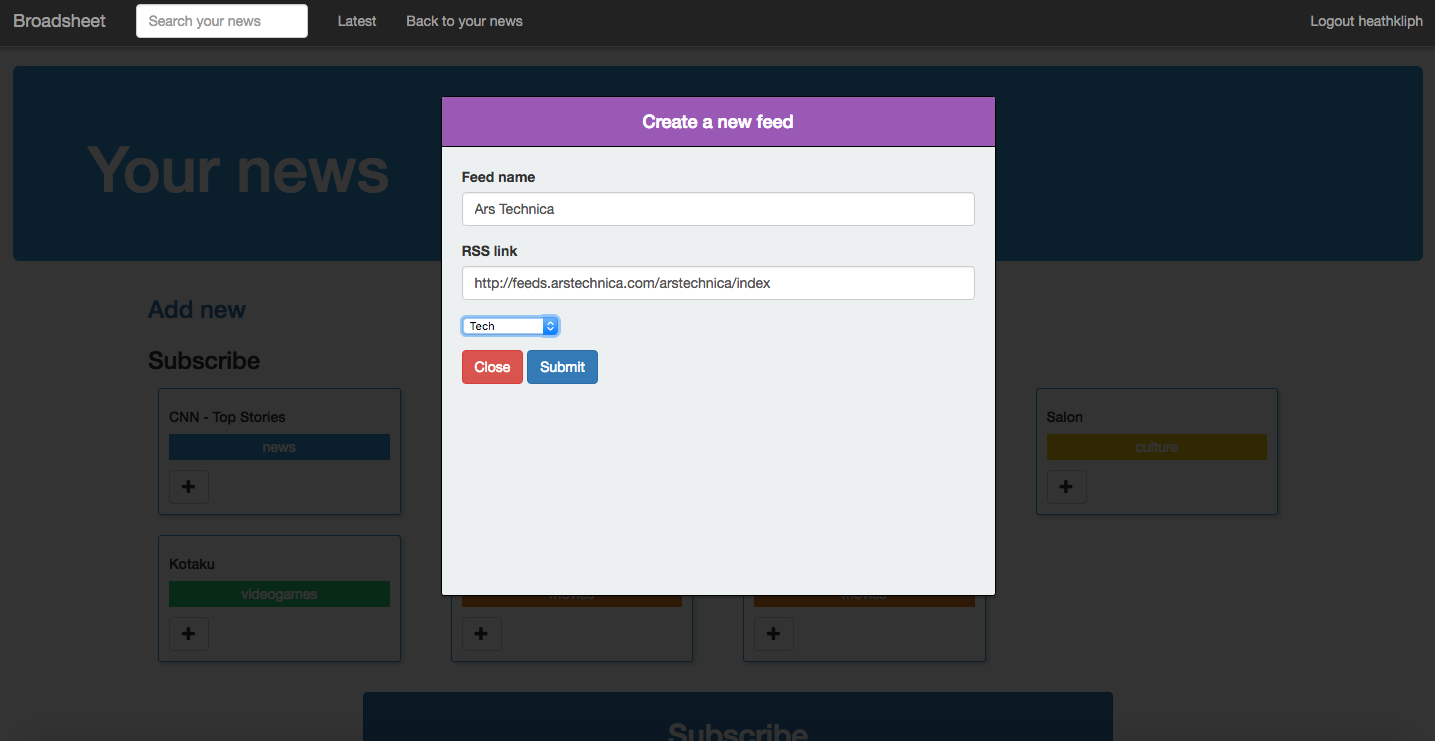 Broadsheet
Search your news
Latest
Back to your news
Logout heathkliph
Your news
Create a new feed
Feed name
Ars Technica
RSS link
http://feeds.arstechnica.com/arstechnica/index
Tech
Close Submit
Add new
Subscribe
CNN - Top Stories
news
Salon
culture
Kotaku
videogames
movies
movies
Subscribe